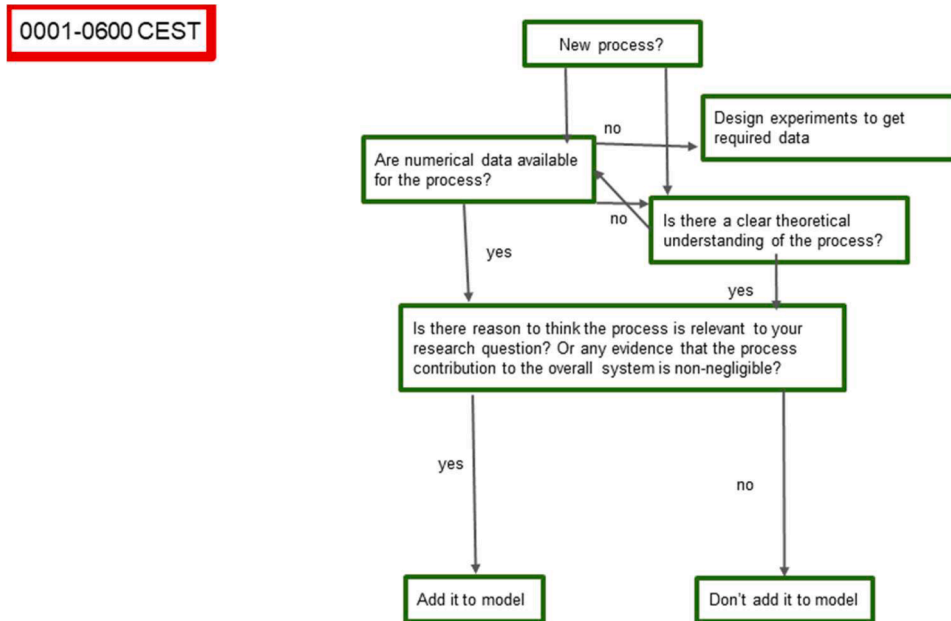 0001-0600 CEST
New process?
Design experiments to get
required data
no
Are numerical data available
for the process?
no
Is there a clear theoretical
understanding of the process?
yes
yes
Is there reason to think the process is relevant to your
research question? Or any evidence that the process
contribution to the overall system is non-negligible?
yes
no
Add it to model
Don't add it to model